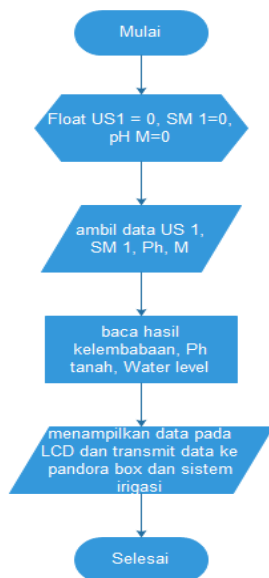 Mulai
Float US1 = 0, SM 1=0,
pH M=0
ambil data US 1,
SM 1, Ph, M
baca hasil
kelembabaan, Ph
tanah, Water level
menampilkan data pada
LCD dan transmit data ke
pandora box dan sistem
irigasi
Selesai